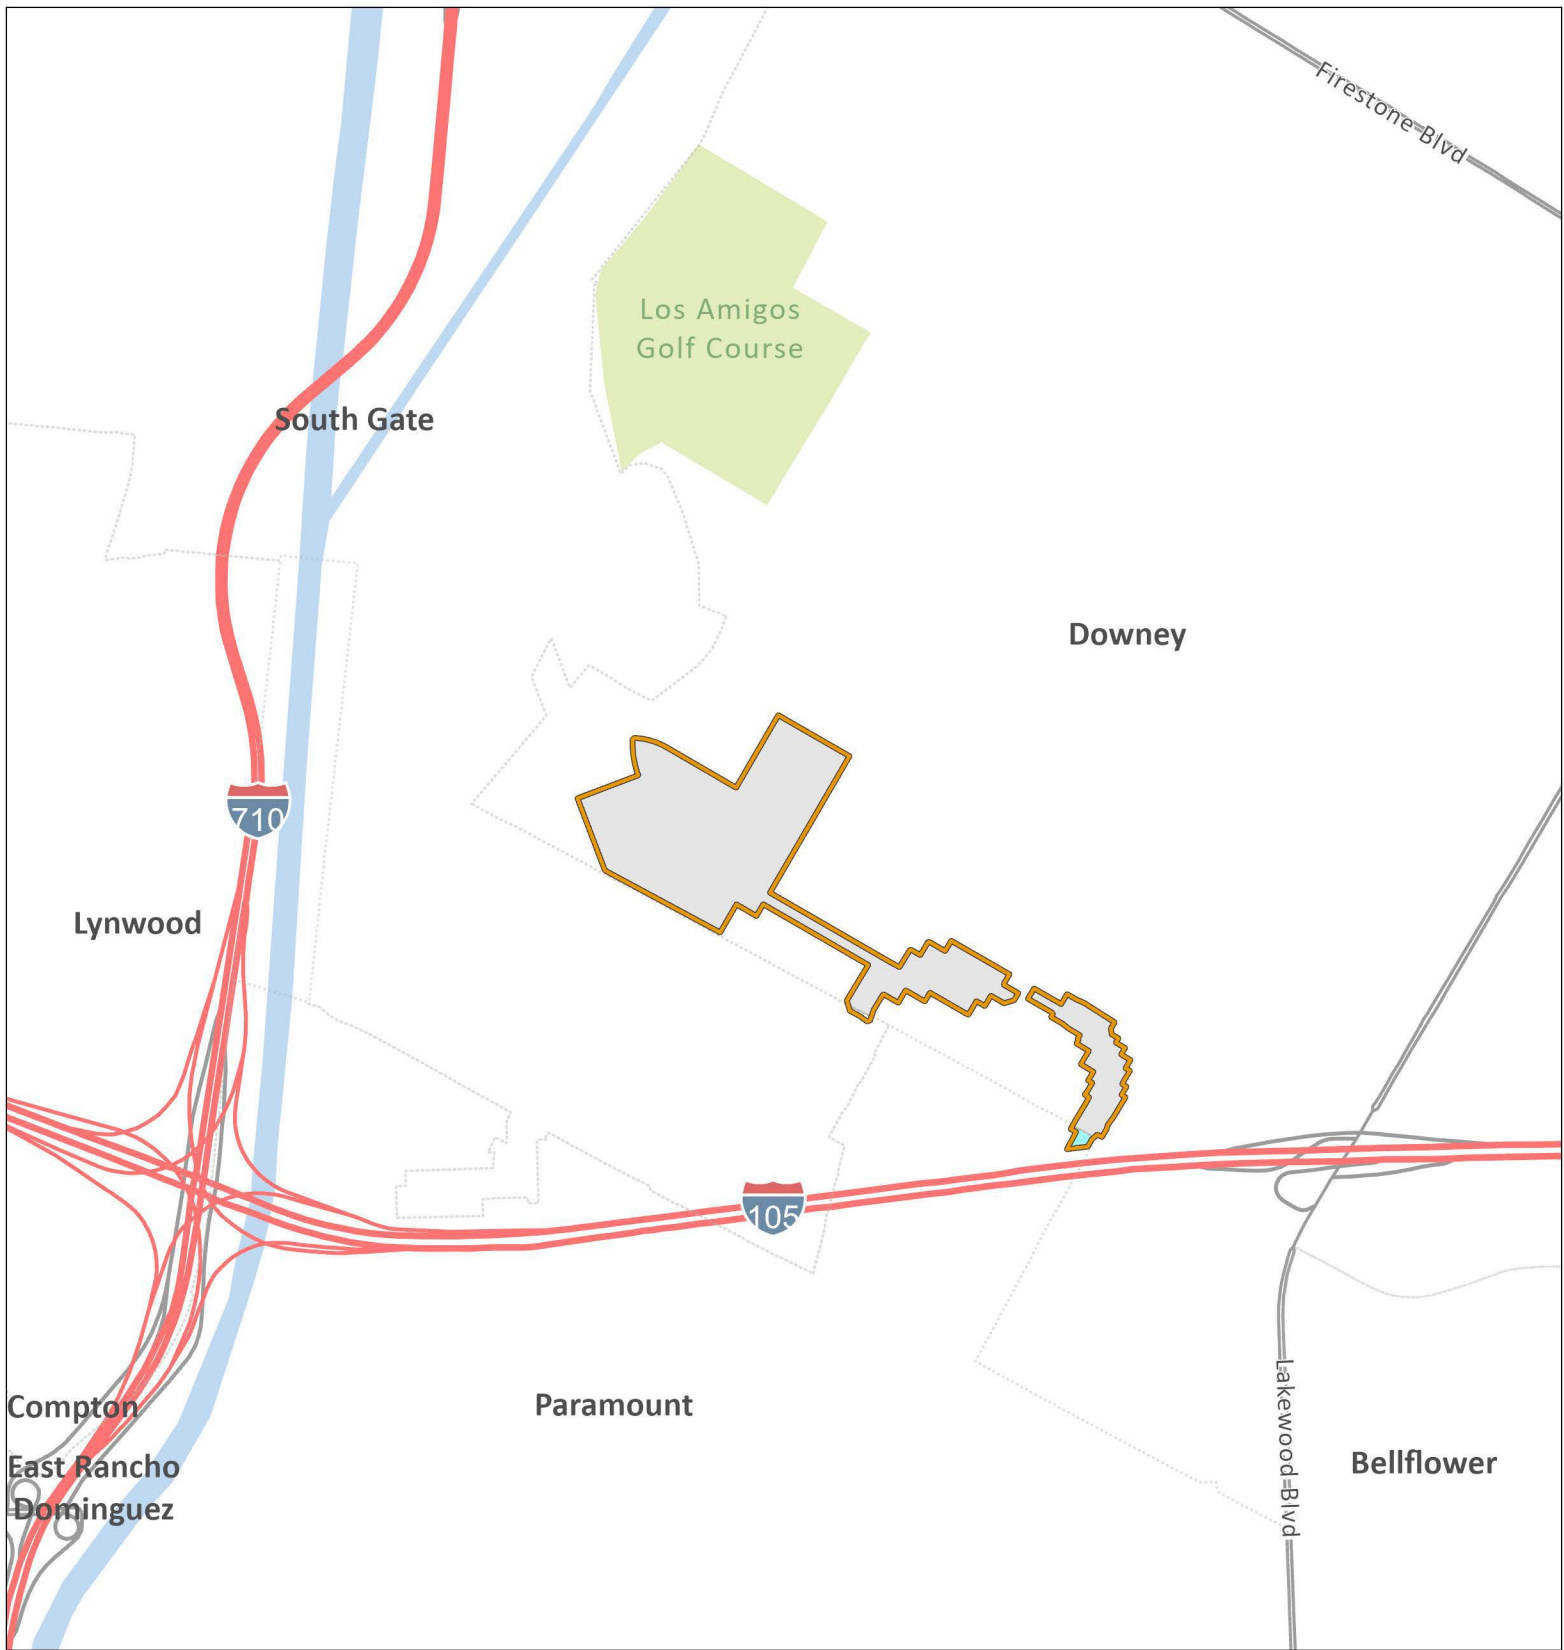 Firestone Blvd
Los Amigos
Golf Course
South Gate
Downey
710
Lynwood
105
Compton
Paramount
East Rancho
Dominguez
Lakewood Blvd
Bellflower